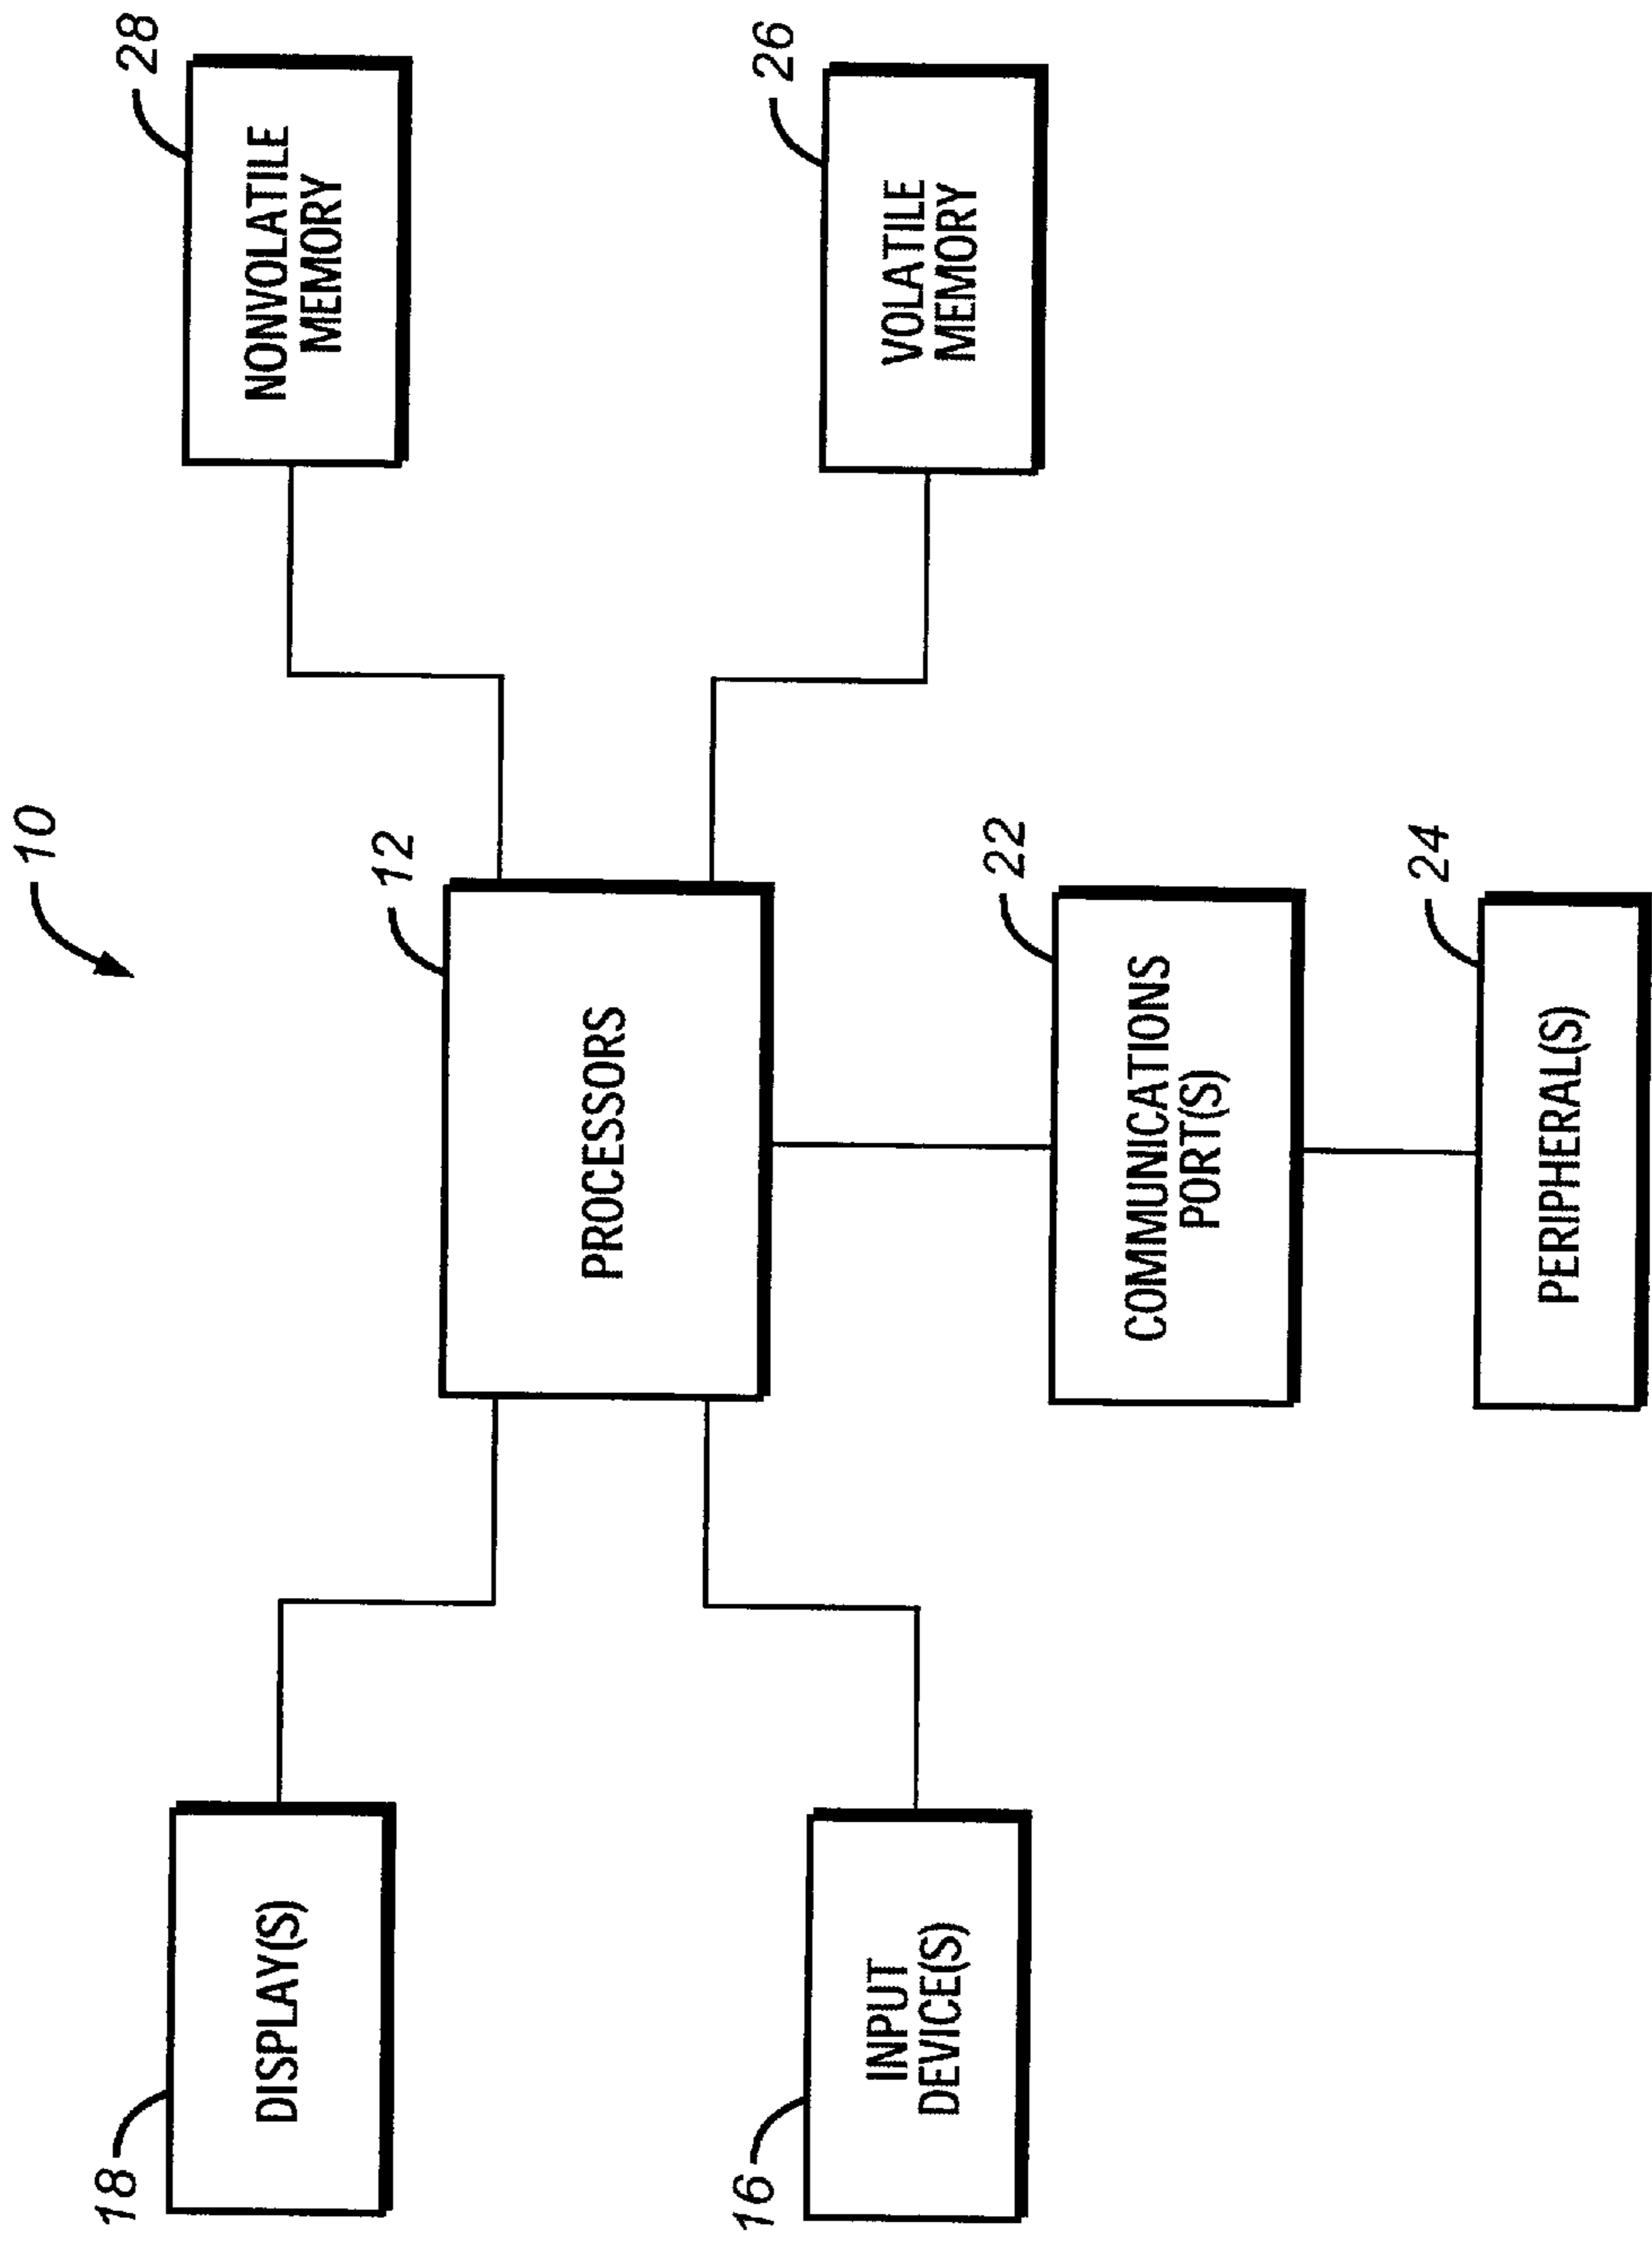 10
18
DISPLAY(S)
12
PROCESSORS
28
NONVOLATILE
MEMORY
16
INPUT
DEVICE(S)
22
COMMUNICATIONS
PORT(S)
26
VOLATILE
MEMORY
24
PERIPHERAL(S)